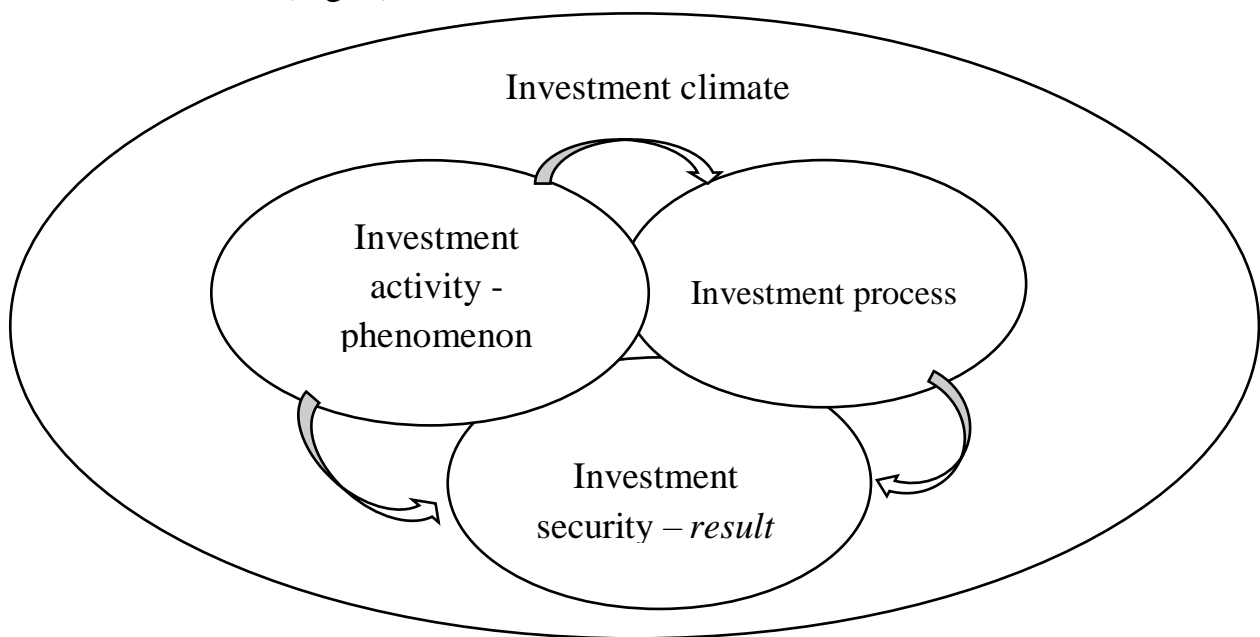 Investment climate
Investment
activity -
phenomenon
Investment process
Investment
security – result